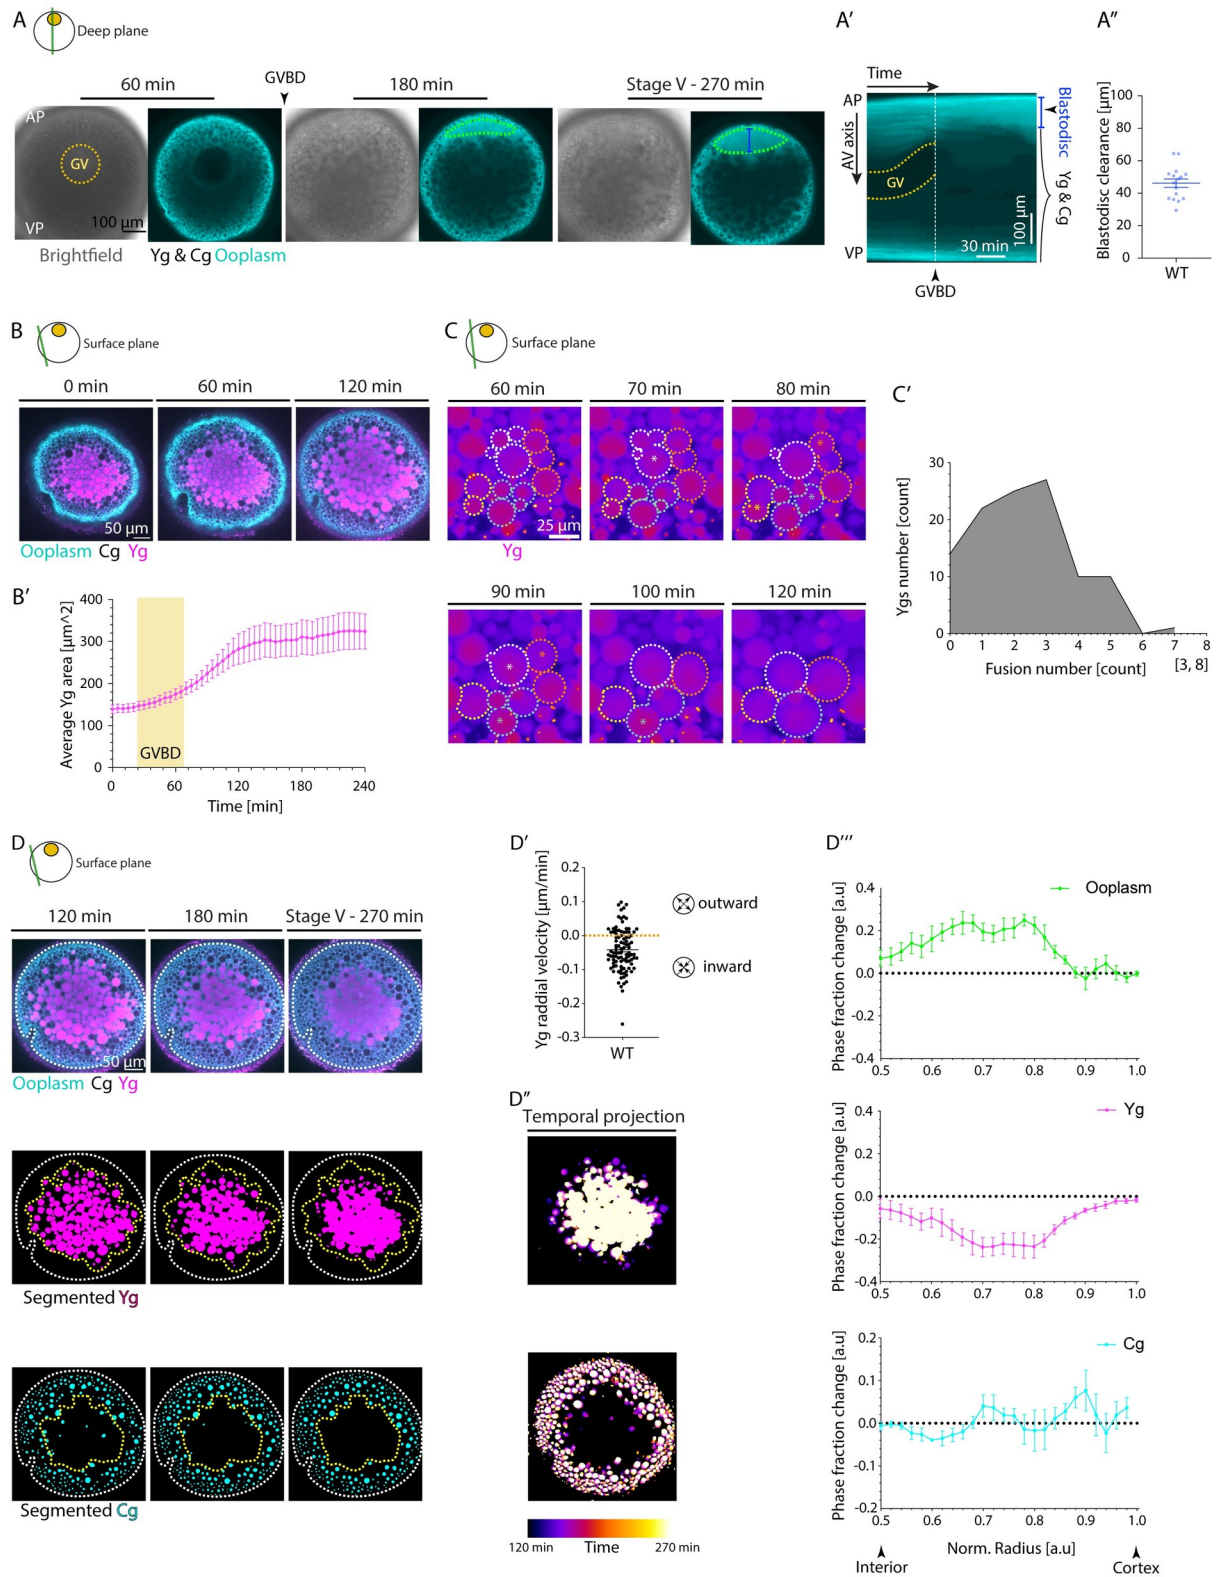 A
Deep plane
60 min
GVBD
180 min
Stage V - 270 min
AP
GV
VP
100 µm
Brightfield
Yg & Cg Ooplasm
A'
Time
AP
AV axis
VP
GV
30 min
100 µm
GVBD
Blastodisc
Yg & Cg
A''
Blastodisc clearance [µm]
100
80
60
40
20
0
WT
B
Surface plane
0 min
60 min
120 min
50 µm
Ooplasm Cg Yg
B'
Average Yg area [µm^2]
400
300
200
100
0
GVBD
0
60
120
180
240
Time [min]
C
Surface plane
60 min
70 min
80 min
25 µm
Yg
90 min
100 min
120 min
C'
Ygs number [count]
30
20
10
0
0
1
2
3
4
5
6
7
8
Fusion number [count]
[3, 8]
D
Surface plane
120 min
180 min
Stage V - 270 min
50 µm
Ooplasm Cg Yg
Segmented Yg
Segmented Cg
D'
Yg raddial velocity [µm/min]
0.2
0.1
0.0
-0.1
-0.2
-0.3
WT
outward
inward
D''
Temporal projection
120 min
Time
270 min
D'''
Phase fraction change [a.u]
0.4
0.2
0.0
-0.2
-0.4
Ooplasm
0.5
0.6
0.7
0.8
0.9
1.0
Phase fraction change [a.u]
0.4
0.2
0.0
-0.2
-0.4
Yg
0.5
0.6
0.7
0.8
0.9
1.0
Phase fraction change [a.u]
0.2
0.1
0.0
-0.1
-0.2
Cg
0.5
0.6
0.7
0.8
0.9
1.0
Norm. Radius [a.u]
Interior
Cortex